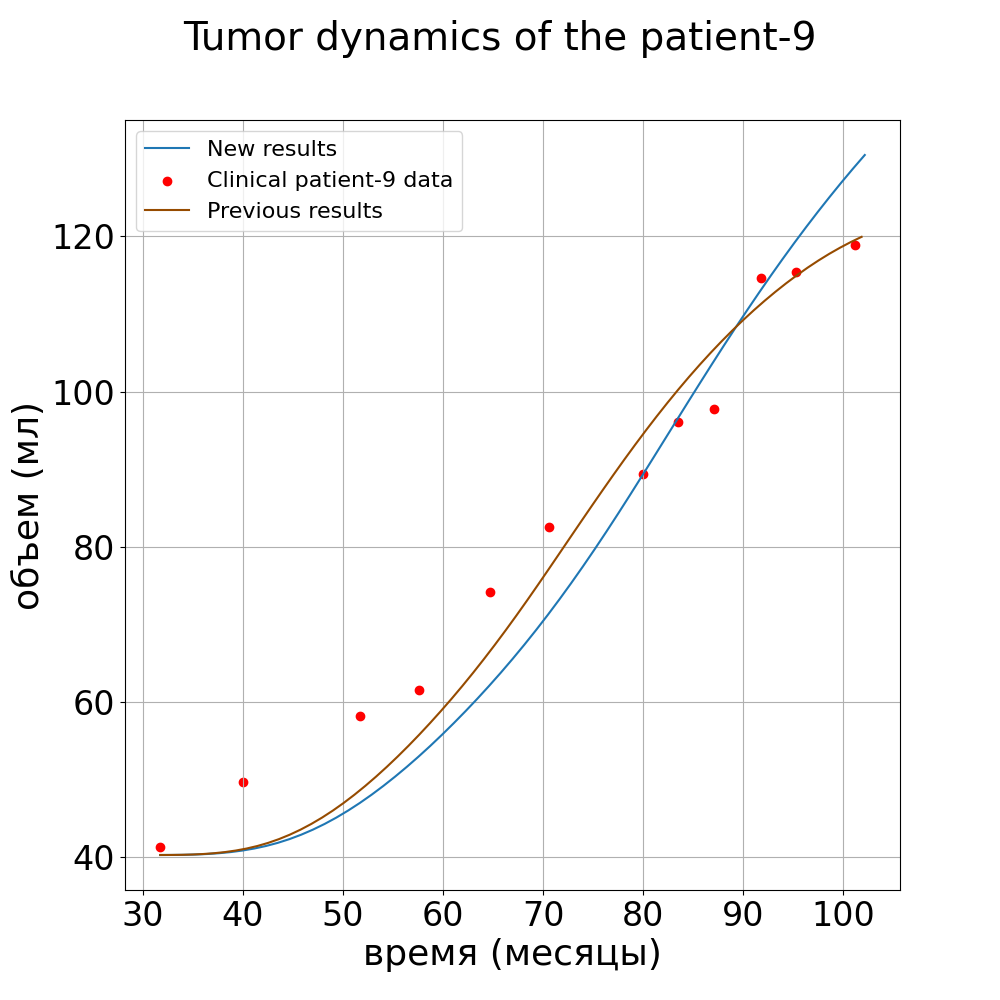 Tumor dynamics of the patient-9
New results
Clinical patient-9 data
Previous results
120
100
80
60
40
объем (мл)
30 40 50 60 70 80 90 100
время (месяцы)